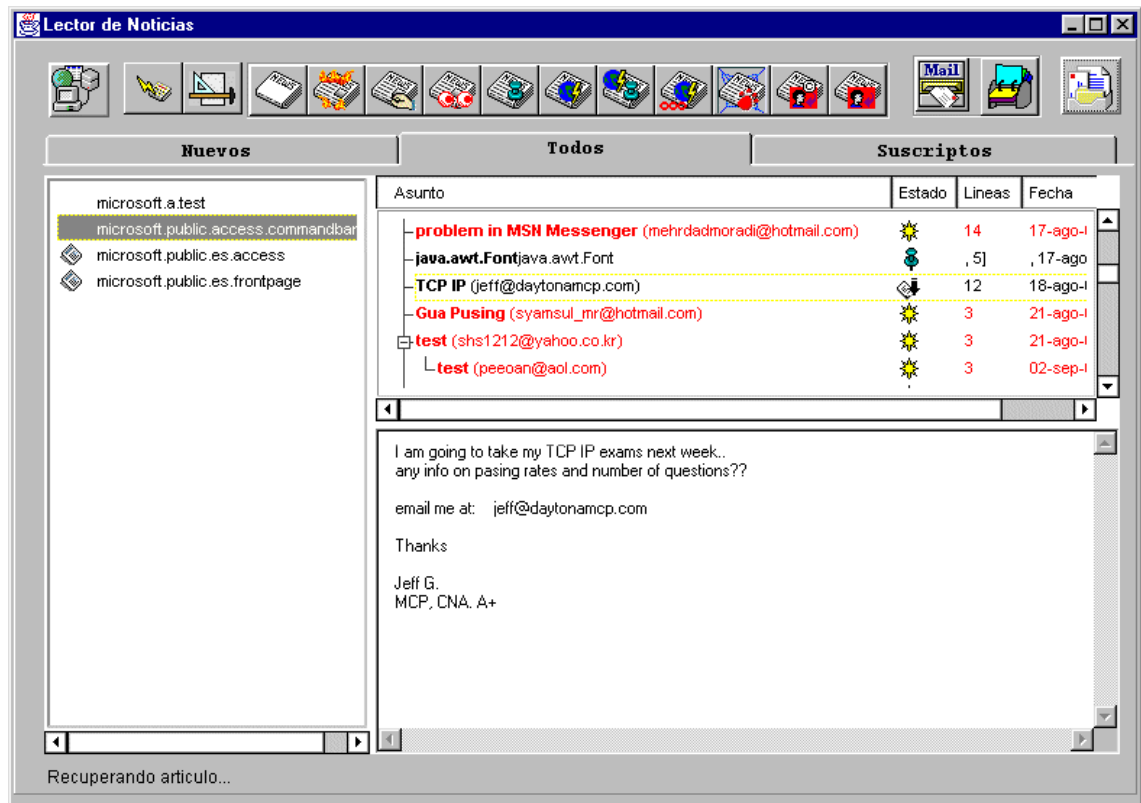 Lector de Noticias
Mail
Nuevos Todos Suscriptos
microsoft.a.test
microsoft.public.access.commandbar
microsoft.public.es.access
microsoft.public.es.frontpage
Asunto Estado Lineas Fecha
problem in MSN Messenger (mehrdadmoradi@hotmail.com) 14 17-ago-
java.awt.Fontjava.awt.Font , 5] , 17-ago
TCP IP (jeff@daytonamcp.com) 12 18-ago-
Gua Pusing (syamsul_mr@hotmail.com) 3 21-ago-
test (shs1212@yahoo.co.kr) 3 21-ago-
test (peeoan@aol.com) 3 02-sep-
I am going to take my TCP IP exams next week..
any info on pasing rates and number of questions??
email me at: jeff@daytonamcp.com
Thanks
Jeff G.
MCP, CNA. A+
Recuperando articulo...